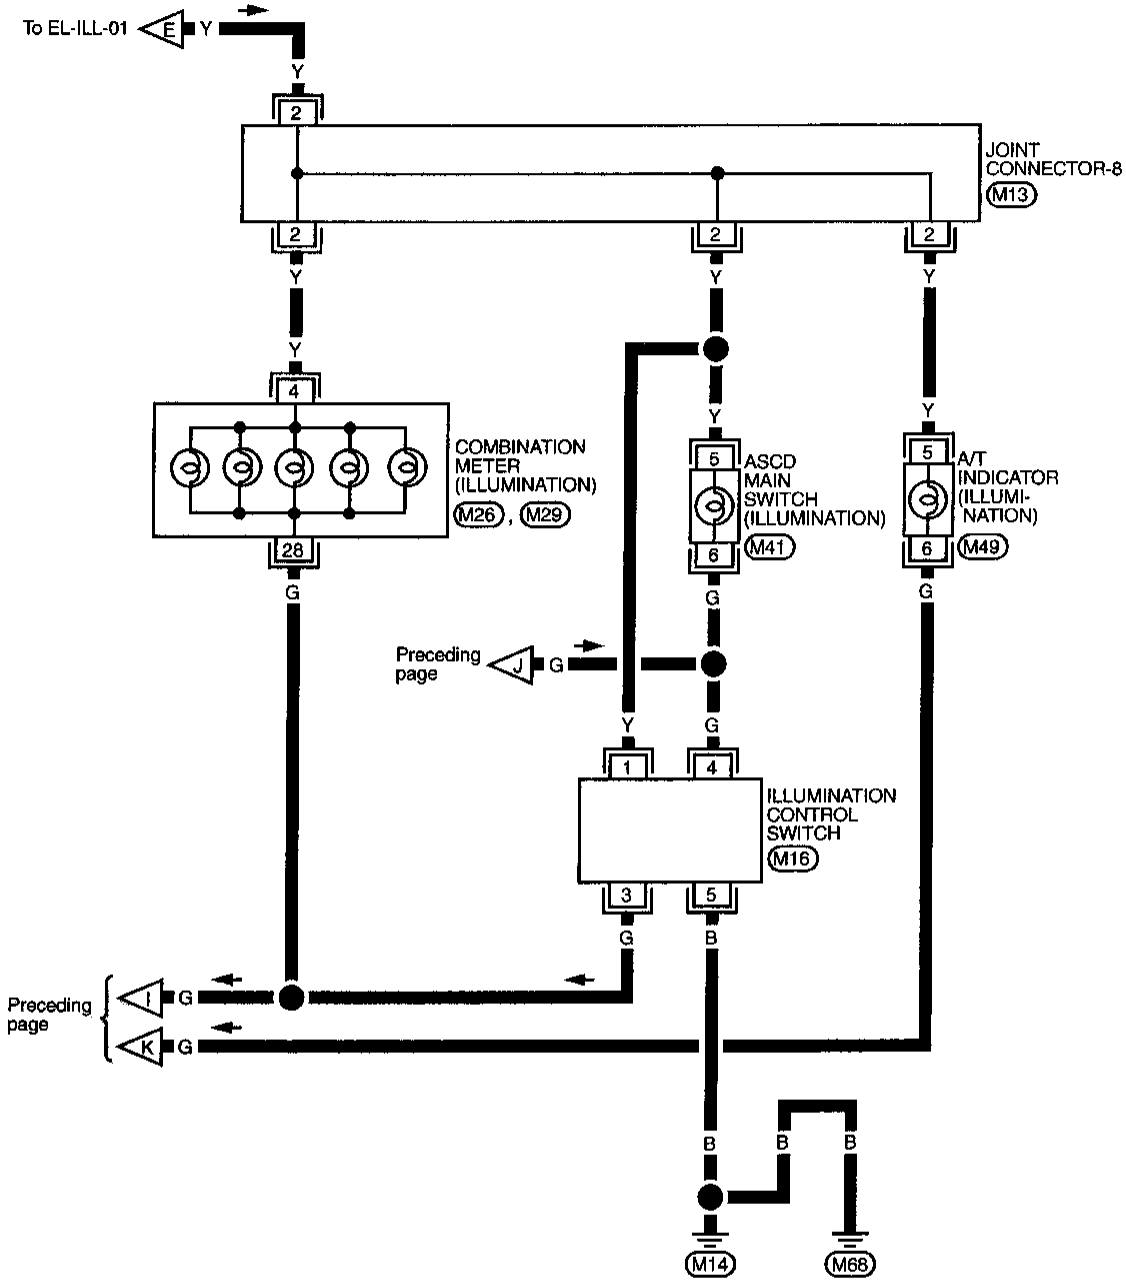 To EL-ILL-01 E Y
Y
2
JOINT
CONNECTOR-8
M13
2 2 2
Y Y Y
Y
4
COMBINATION
METER
(ILLUMINATION)
M26 , M29
28
G
Y
5
ASCD
MAIN
SWITCH
(ILLUMINATION)
M41
6
G
Y
5
A/T
INDICATOR
(ILLUMI-
NATION)
M49
6
G
Preceding
page
J G
Y G
1 4
ILLUMINATION
CONTROL
SWITCH
M16
3 5
G B
Preceding
page
I G
K G
B B B
M14 M68